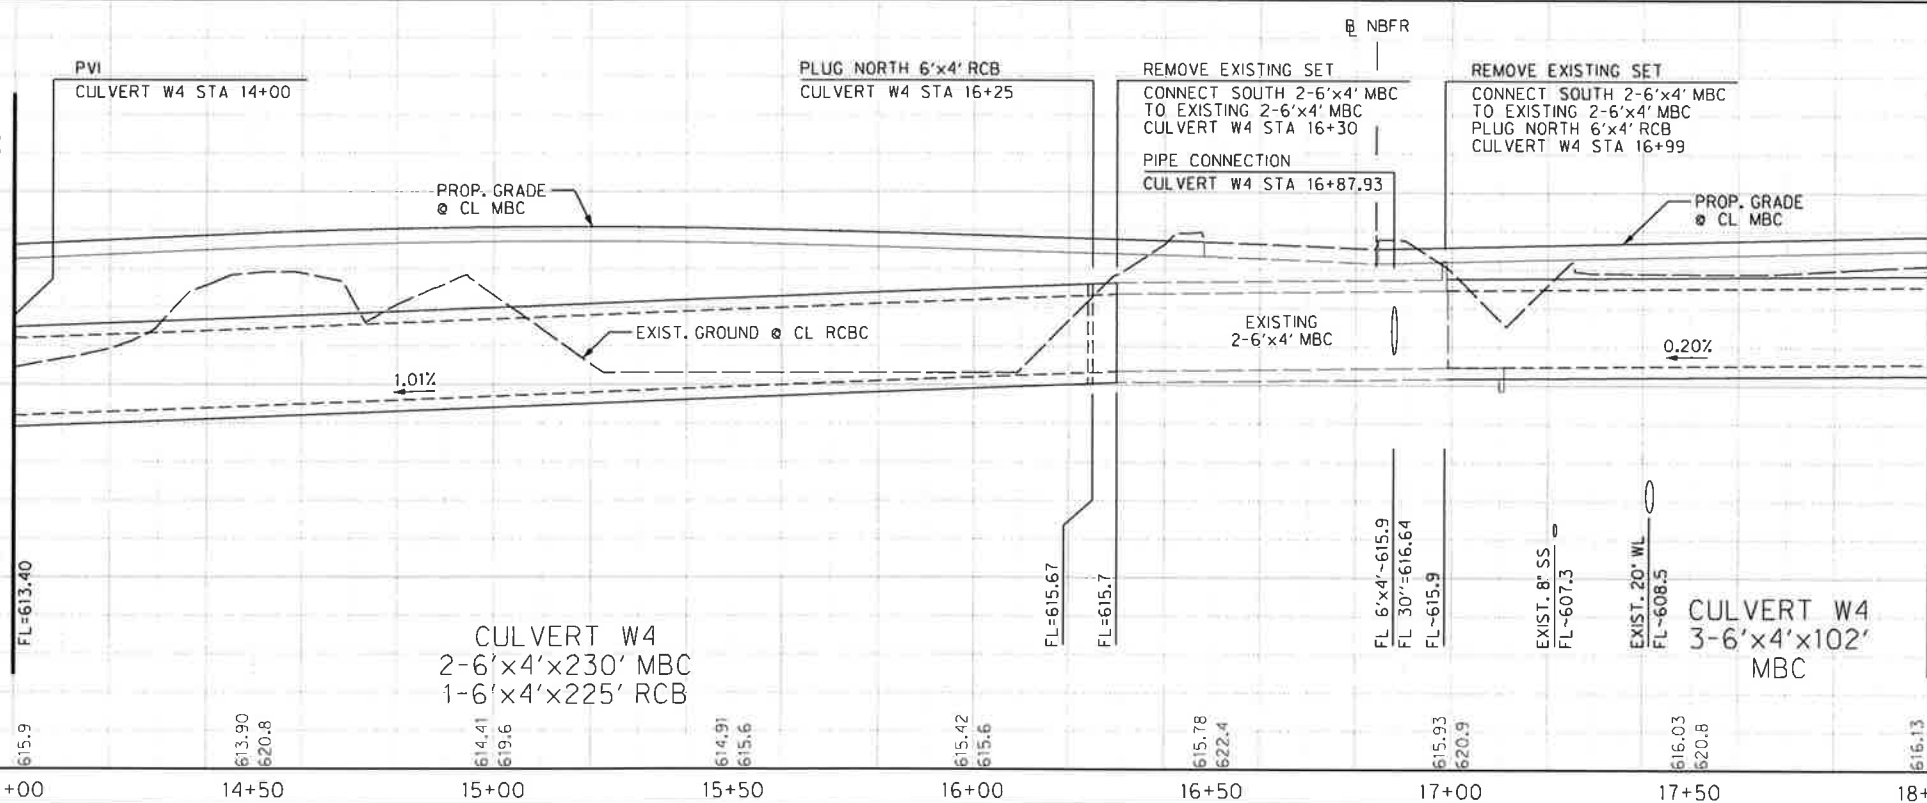 ℄ NBFR
PVI
CULVERT W4 STA 14+00
PLUG NORTH 6'x4' RCB
CULVERT W4 STA 16+25
REMOVE EXISTING SET
CONNECT SOUTH 2-6'x4' MBC
TO EXISTING 2-6'x4' MBC
CULVERT W4 STA 16+30
PIPE CONNECTION
CULVERT W4 STA 16+87.93
REMOVE EXISTING SET
CONNECT SOUTH 2-6'x4' MBC
TO EXISTING 2-6'x4' MBC
PLUG NORTH 6'x4' RCB
CULVERT W4 STA 16+99
PROP. GRADE
@ CL MBC
PROP. GRADE
@ CL MBC
EXIST. GROUND @ CL RCBC
EXISTING
2-6'x4' MBC
1.01%
0.20%
FL=613.40
FL=615.67
FL=615.7
FL 6'x4'~615.9
FL 30''=616.64
FL~615.9
EXIST. 8" SS
FL~607.3
EXIST. 20" WL
FL~608.5
CULVERT W4
2-6'x4'x230' MBC
1-6'x4'x225' RCB
CULVERT W4
3-6'x4'x102'
MBC
615.9
613.90
620.8
614.41
619.6
614.91
615.6
615.42
615.6
615.78
622.4
615.93
620.9
616.03
620.8
616.13
+00
14+50
15+00
15+50
16+00
16+50
17+00
17+50
18+